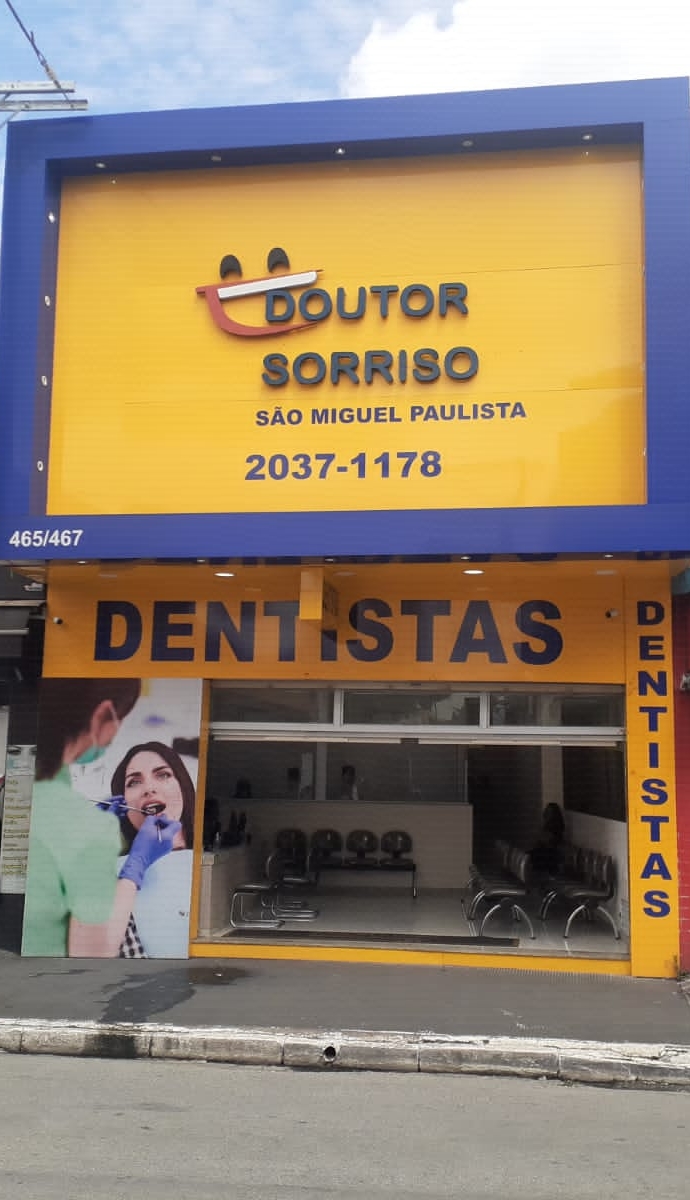 DOUTOR
SORRISO
SÃO MIGUEL PAULISTA
2037-1178
465/467
DENTISTAS
DENTISTAS